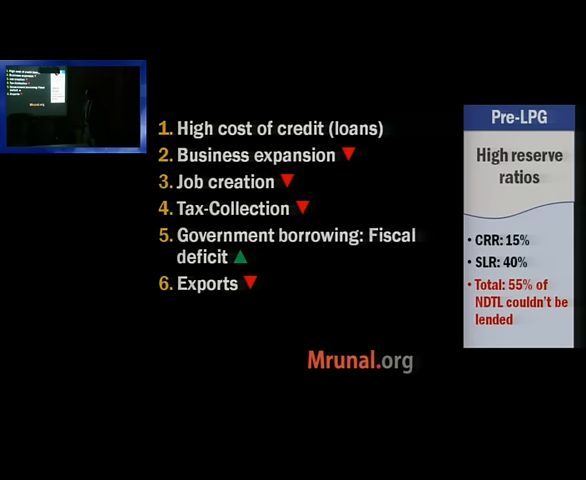 1. High cost of credit (loans)
2. Business expansion ▼
3. Job creation ▼
4. Tax-Collection ▼
5. Government borrowing: Fiscal
deficit ▲
6. Exports ▼
Mrunal.org
Pre-LPG
High reserve
ratios
• CRR: 15%
• SLR: 40%
• Total: 55% of
NDTL couldn't be
lended